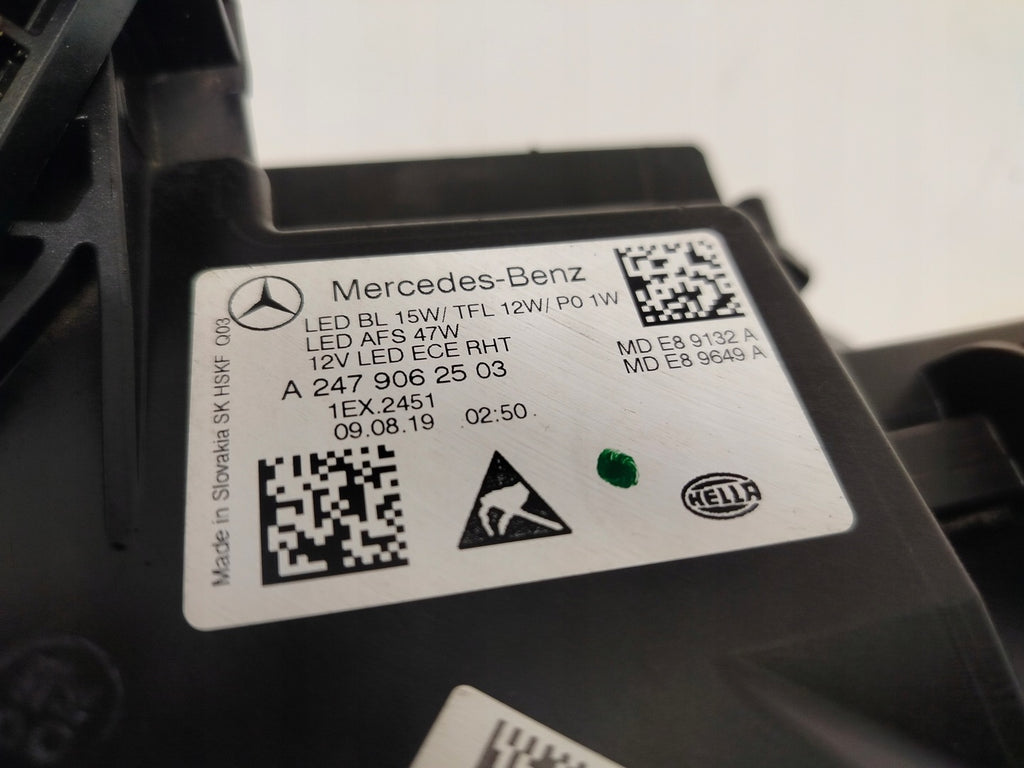 Mercedes-Benz
LED BL 15W/ TFL 12W/ P0 1W
LED AFS 47W
12V LED ECE RHT
MD E8 9132 A
MD E8 9649 A
A 247 906 25 03
1EX.2451
09.08.19 02:50
Made in Slovakia SK HSKF Q03
HELLA